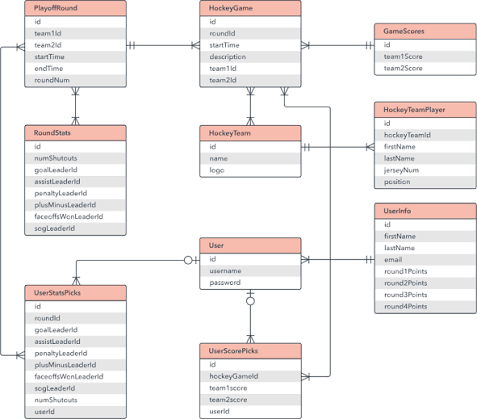 PlayoffRound
id
team1Id
team2Id
startTime
endTime
roundNum
HockeyGame
id
roundId
startTime
description
team1Id
team2Id
GameScores
id
team1Score
team2Score
RoundStats
id
numShutouts
goalLeaderId
assistLeaderId
penaltyLeaderId
plusMinusLeaderId
faceoffsWonLeaderId
sogLeaderId
HockeyTeam
id
name
logo
HockeyTeamPlayer
id
hockeyTeamId
firstName
lastName
jerseyNum
position
UserInfo
id
firstName
lastName
email
round1Points
round2Points
round3Points
round4Points
User
id
username
password
UserStatsPicks
id
roundId
goalLeaderId
assistLeaderId
penaltyLeaderId
plusMinusLeaderId
faceoffsWonLeaderId
scgLeaderId
numShutouts
userId
UserScorePicks
id
hockeyGameId
team1score
team2score
userId